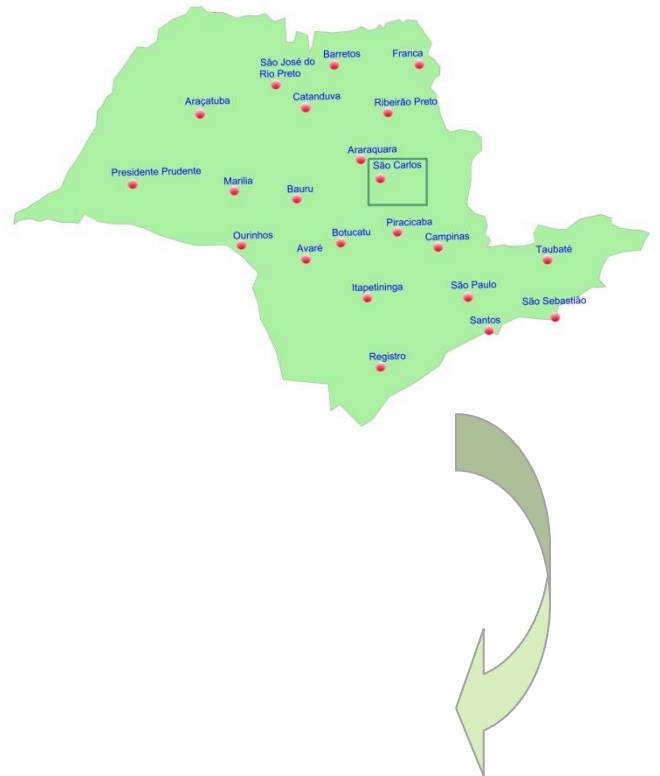 Barretos
Franca
São José do
Rio Preto
Catanduva
Araçatuba
Ribeirão Preto
Araraquara
São Carlos
Presidente Prudente
Marilia
Bauru
Piracicaba
Botucatu
Ourinhos
Campinas
Avaré
Taubaté
Itapetininga
São Paulo
São Sebastião
Santos
Registro